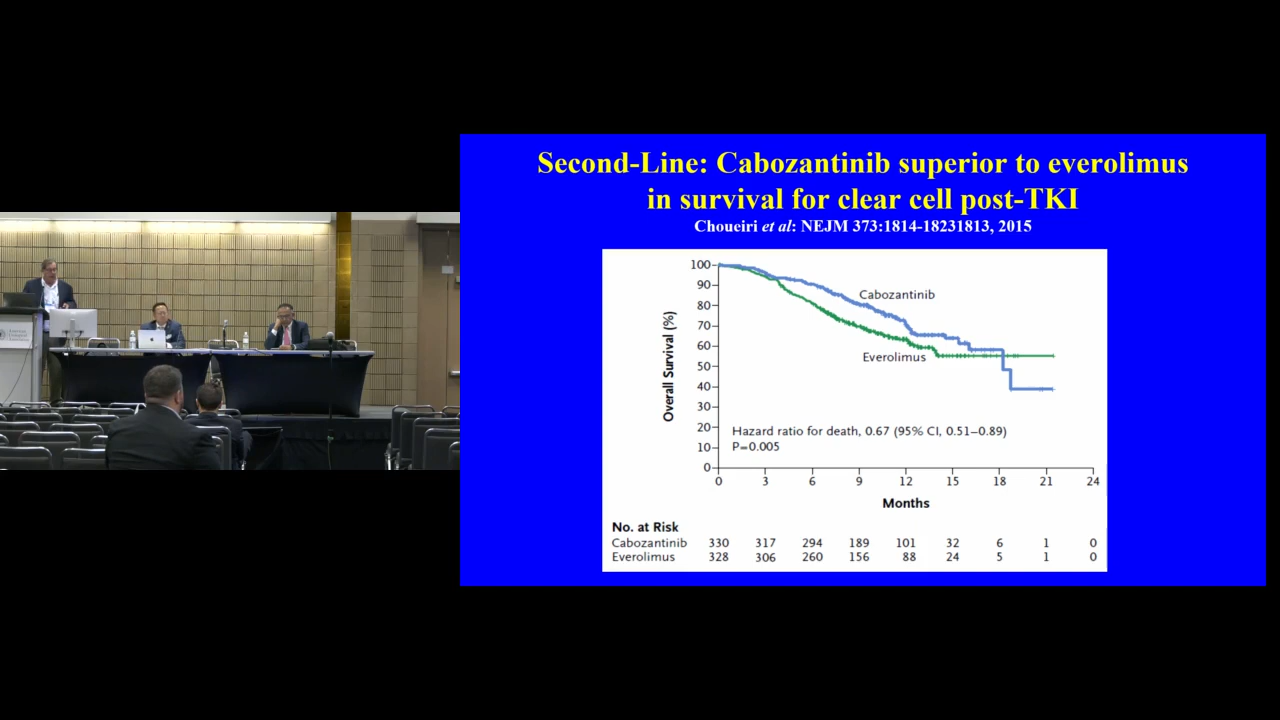 Second-Line: Cabozantinib superior to everolimus
in survival for clear cell post-TKI
Choueiri et al: NEJM 373:1814-18231813, 2015
100
90
80
70
60
50
40
30
20
10
0
Overall Survival (%)
Cabozantinib
Everolimus
Hazard ratio for death, 0.67 (95% CI, 0.51–0.89)
P=0.005
0 3 6 9 12 15 18 21 24
Months
No. at Risk
Cabozantinib 330 317 294 189 101 32 6 1 0
Everolimus 328 306 260 156 88 24 5 1 0